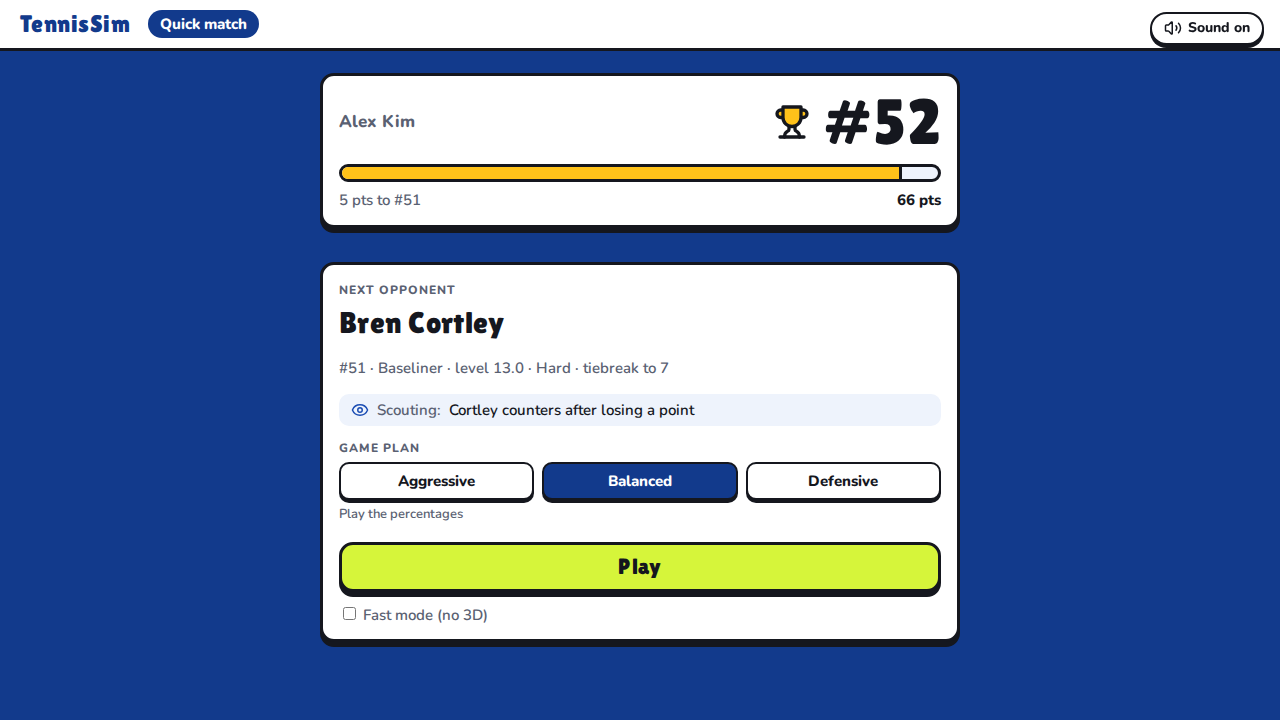 TennisSim
Quick match
Sound on
Alex Kim
#52
5 pts to #51
66 pts
NEXT OPPONENT
Bren Cortley
#51 · Baseliner · level 13.0 · Hard · tiebreak to 7
Scouting: Cortley counters after losing a point
GAME PLAN
Aggressive
Balanced
Defensive
Play the percentages
Play
Fast mode (no 3D)